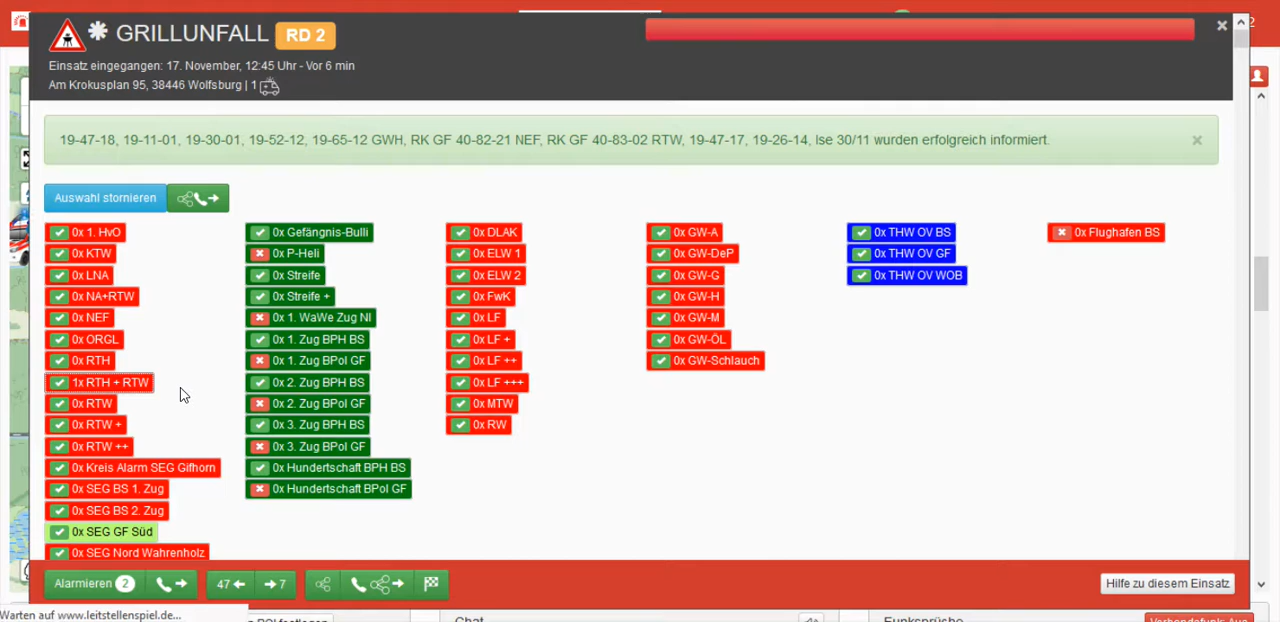 GRILLUNFALL RD 2
Einsatz eingegangen: 17. November, 12:45 Uhr - Vor 6 min
Am Krokusplan 95, 38446 Wolfsburg | 1
19-47-18, 19-11-01, 19-30-01, 19-52-12, 19-65-12 GWH, RK GF 40-82-21 NEF, RK GF 40-83-02 RTW, 19-47-17, 19-26-14, lse 30/11 wurden erfolgreich informiert.
Auswahl stornieren
0x 1. HvO
0x KTW
0x LNA
0x NA+RTW
0x NEF
0x ORGL
0x RTH
1x RTH + RTW
0x RTW
0x RTW +
0x RTW ++
0x Kreis Alarm SEG Gifhorn
0x SEG BS 1. Zug
0x SEG BS 2. Zug
0x SEG GF Süd
0x SEG Nord Wahrenholz
0x Gefängnis-Bulli
0x P-Heli
0x Streife
0x Streife +
0x 1. WaWe Zug NI
0x 1. Zug BPH BS
0x 1. Zug BPol GF
0x 2. Zug BPH BS
0x 2. Zug BPol GF
0x 3. Zug BPH BS
0x 3. Zug BPol GF
0x Hundertschaft BPH BS
0x Hundertschaft BPol GF
0x DLAK
0x ELW 1
0x ELW 2
0x FwK
0x LF
0x LF +
0x LF ++
0x LF +++
0x MTW
0x RW
0x GW-A
0x GW-DeP
0x GW-G
0x GW-H
0x GW-M
0x GW-ÖL
0x GW-Schlauch
0x THW OV BS
0x THW OV GF
0x THW OV WOB
0x Flughafen BS
Alarmieren 2
47
7
Hilfe zu diesem Einsatz
Warten auf www.leitstellenspiel.de...
Chat
Funksprüche